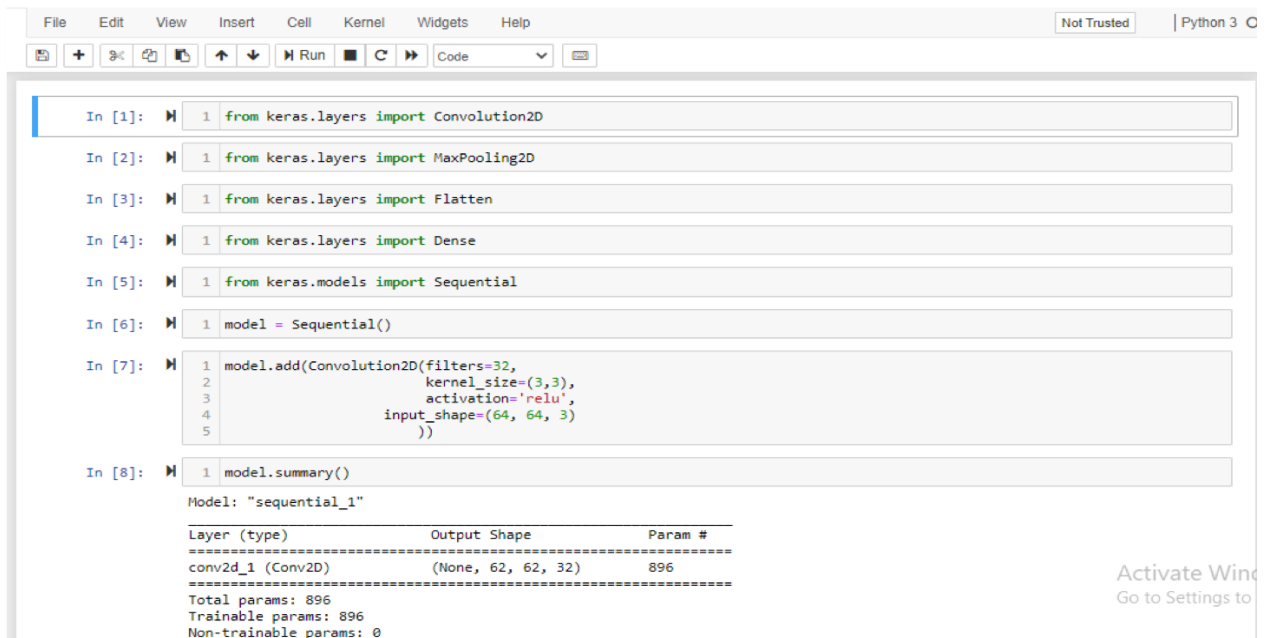 File Edit View Insert Cell Kernel Widgets Help Not Trusted Python 3
Run Code
In [1]: 1 from keras.layers import Convolution2D
In [2]: 1 from keras.layers import MaxPooling2D
In [3]: 1 from keras.layers import Flatten
In [4]: 1 from keras.layers import Dense
In [5]: 1 from keras.models import Sequential
In [6]: 1 model = Sequential()
In [7]: 1 model.add(Convolution2D(filters=32,
2 kernel_size=(3,3),
3 activation='relu',
4 input_shape=(64, 64, 3)
5 ))
In [8]: 1 model.summary()
Model: "sequential_1"
Layer (type) Output Shape Param #
=================================================================
conv2d_1 (Conv2D) (None, 62, 62, 32) 896
=================================================================
Total params: 896
Trainable params: 896
Non-trainable params: 0
Activate Wind
Go to Settings to